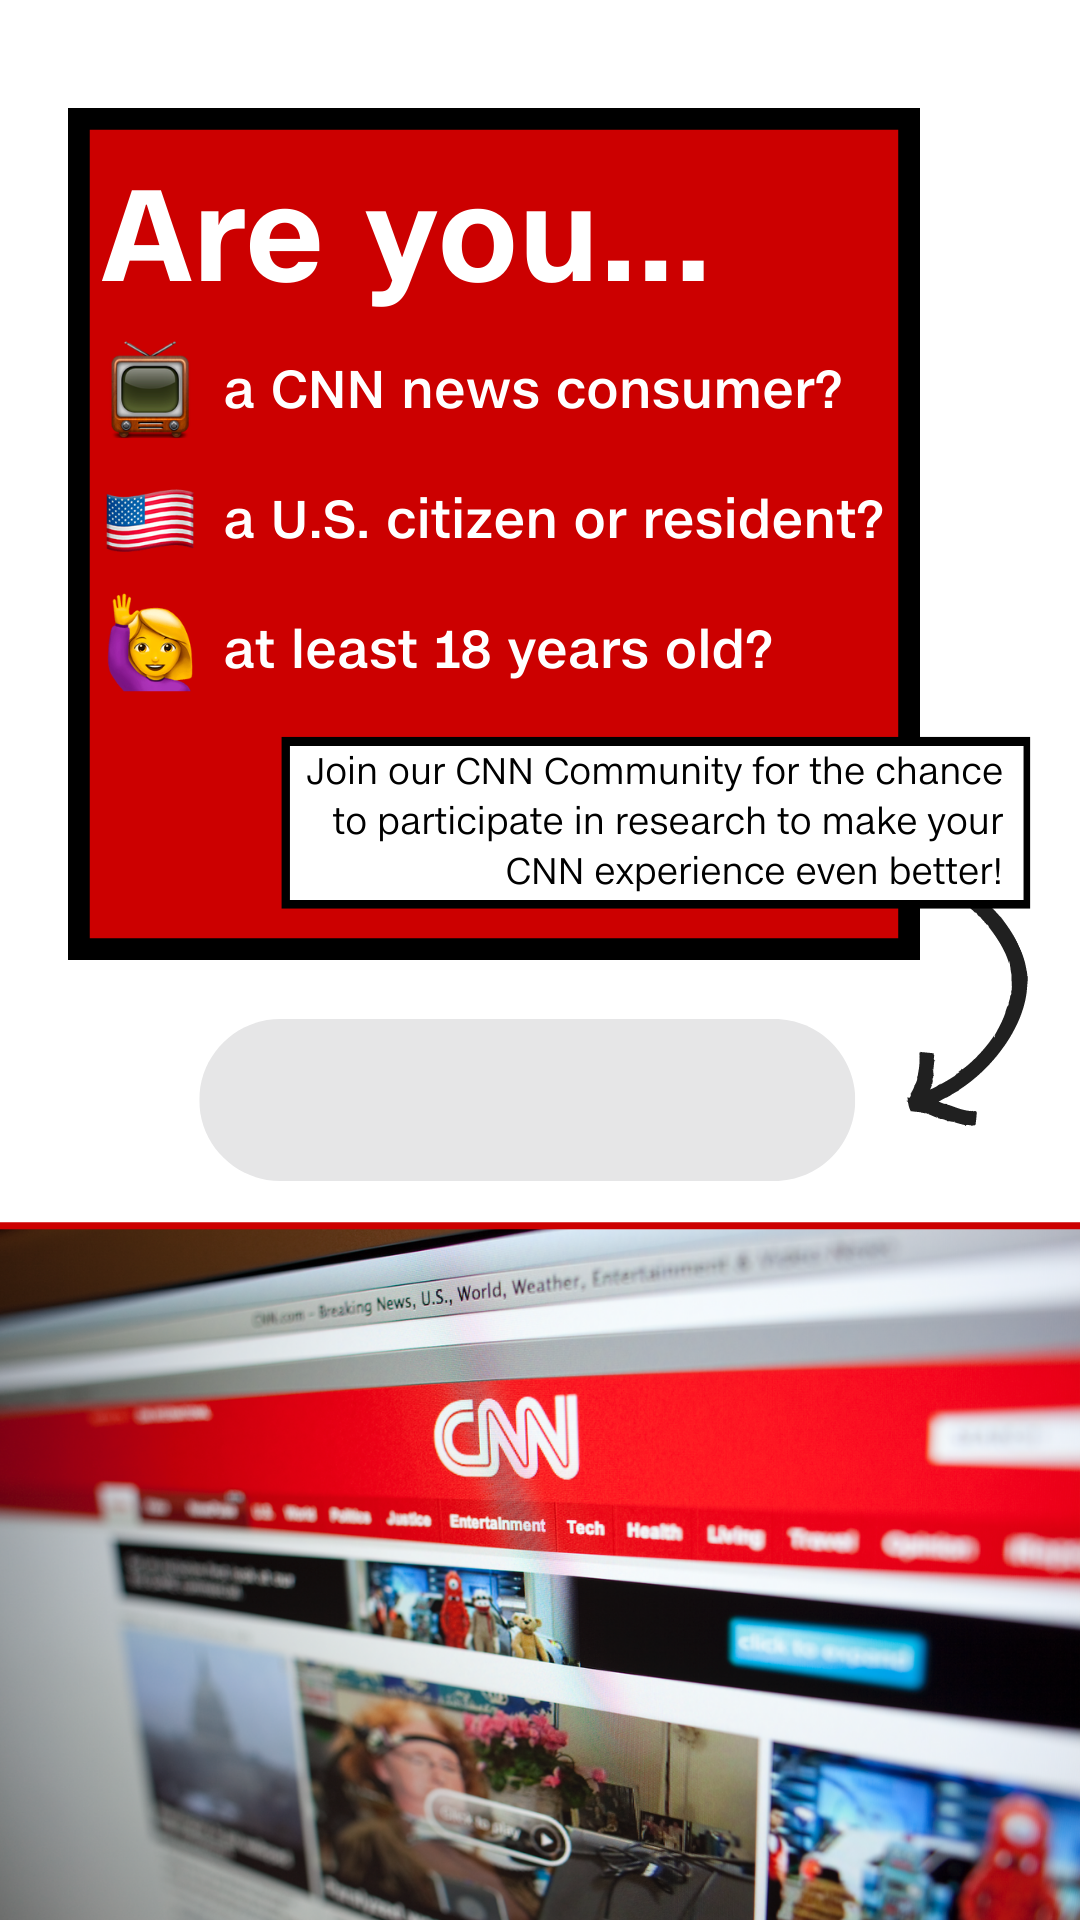 Are you...
a CNN news consumer?
a U.S. citizen or resident?
at least 18 years old?
Join our CNN Community for the chance
to participate in research to make your
CNN experience even better!
CNN.com - Breaking News, U.S., World, Weather, Entertainment & Video News
CNN
U.S. World Politics Justice Entertainment Tech Health Living Travel Opinion
click to expand
Click to play